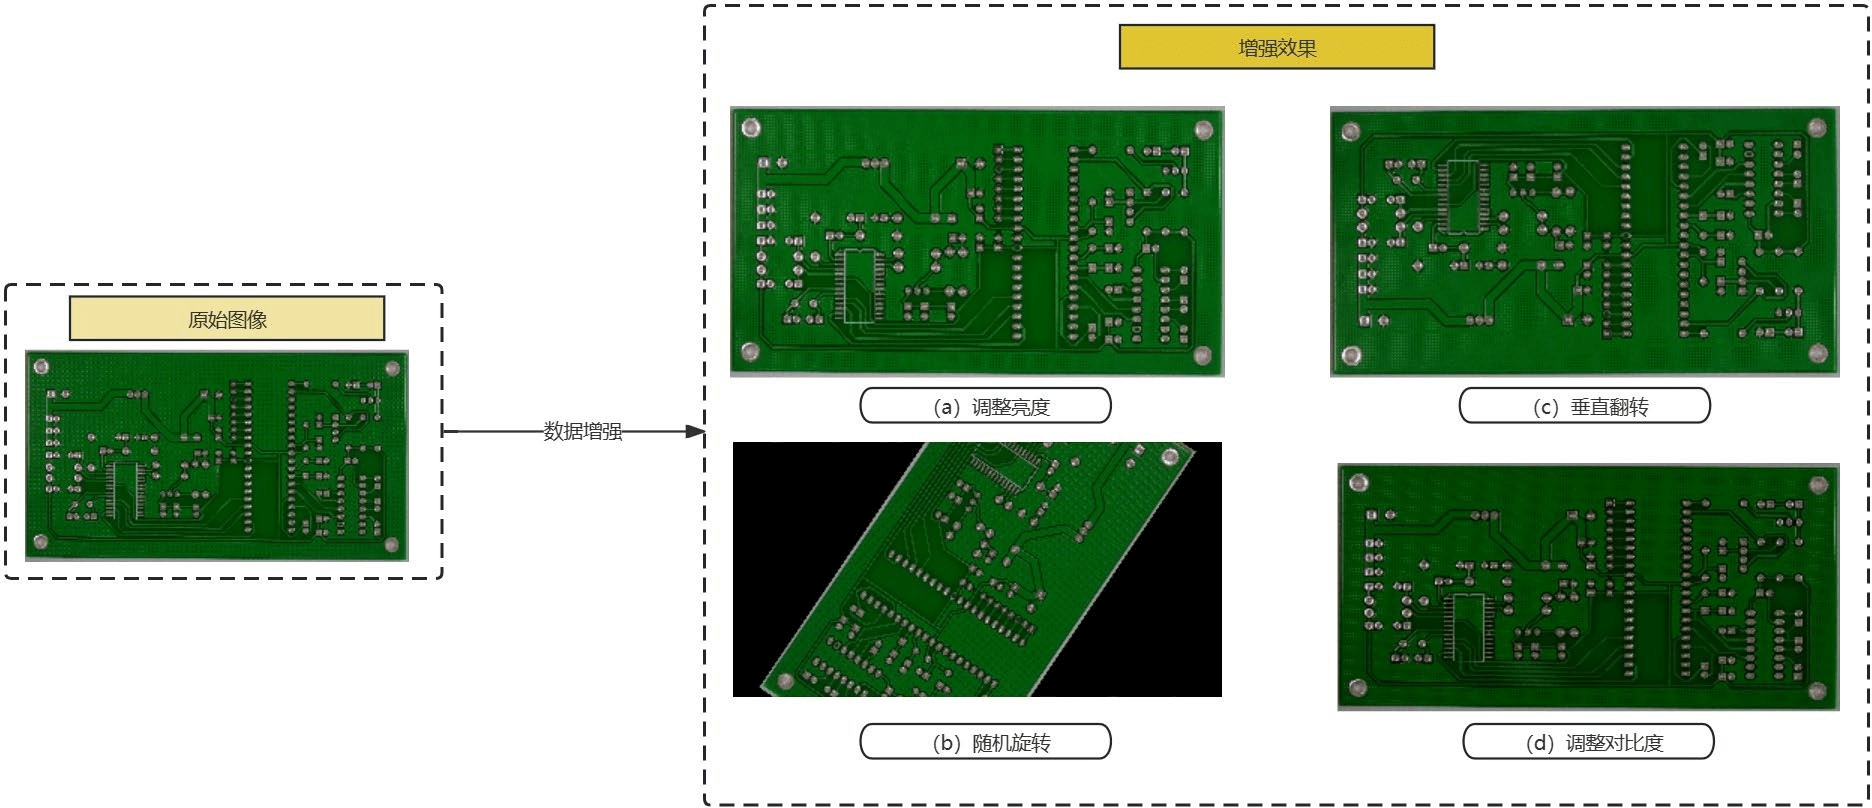 原始图像
数据增强
增强效果
（a）调整亮度
（c）垂直翻转
（b）随机旋转
（d）调整对比度